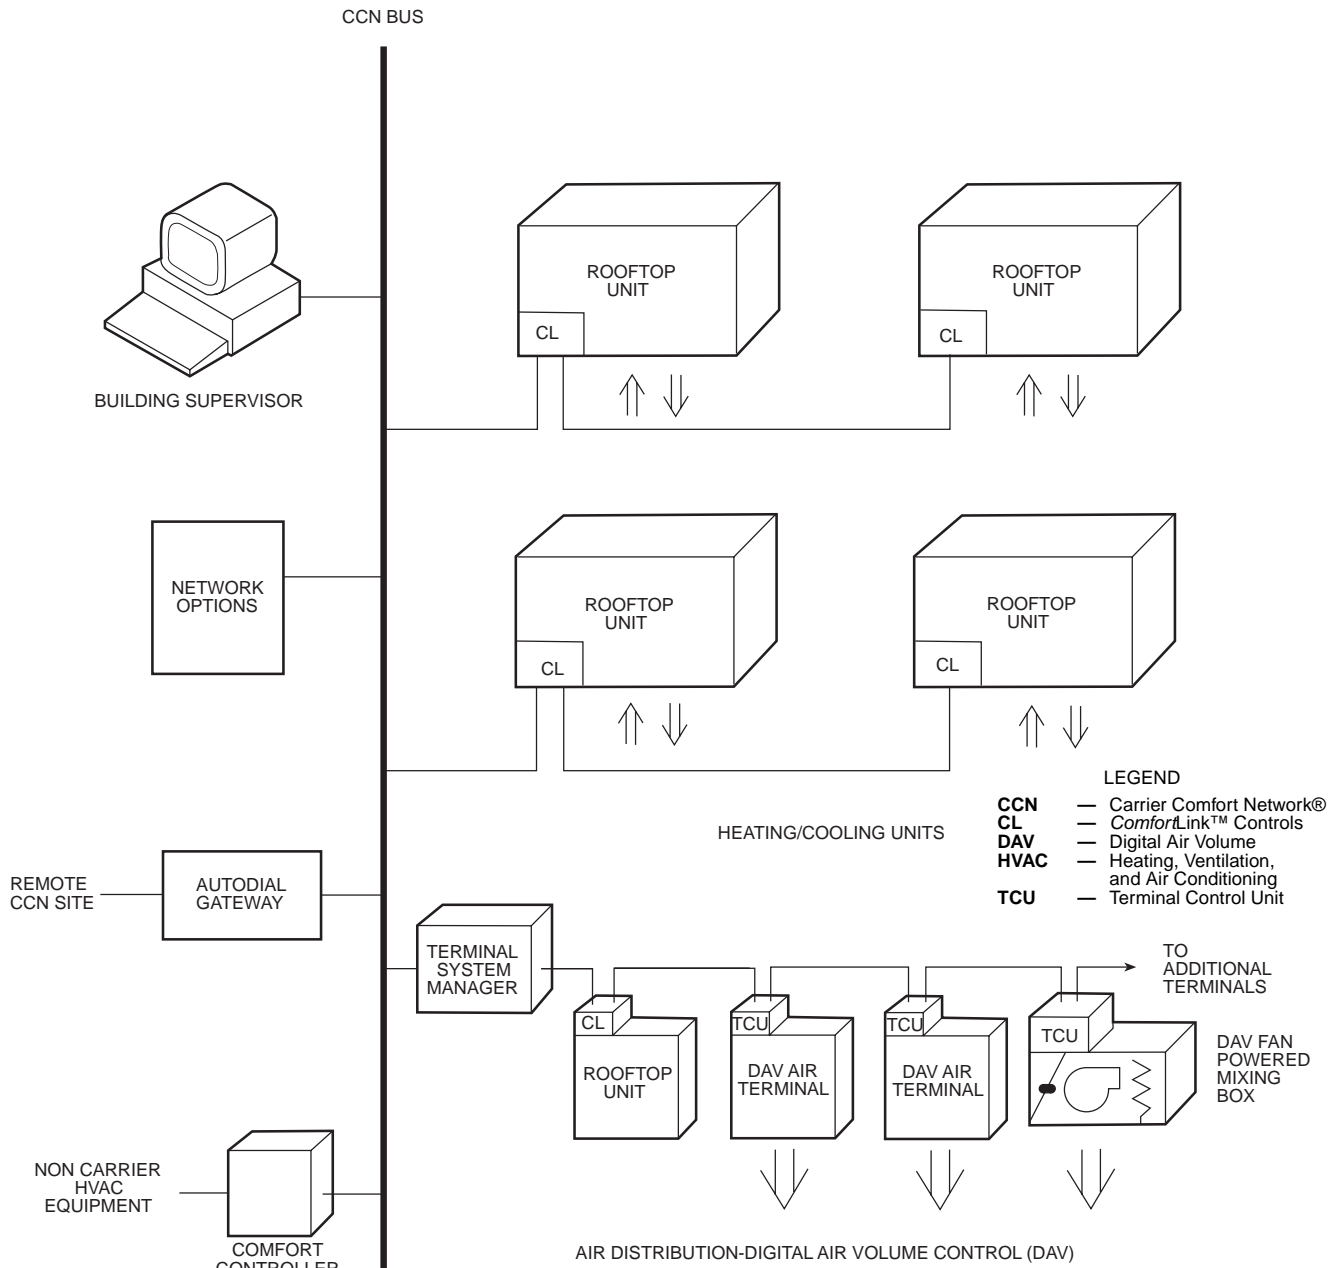 CCN BUS
ROOFTOP
UNIT
CL
ROOFTOP
UNIT
CL
BUILDING SUPERVISOR
NETWORK
OPTIONS
ROOFTOP
UNIT
CL
ROOFTOP
UNIT
CL
HEATING/COOLING UNITS
LEGEND
CCN — Carrier Comfort Network®
CL — ComfortLink™ Controls
DAV — Digital Air Volume
HVAC — Heating, Ventilation,
and Air Conditioning
TCU — Terminal Control Unit
REMOTE
CCN SITE
AUTODIAL
GATEWAY
TERMINAL
SYSTEM
MANAGER
CL
ROOFTOP
UNIT
TCU
DAV AIR
TERMINAL
TCU
DAV AIR
TERMINAL
TCU
TO
ADDITIONAL
TERMINALS
DAV FAN
POWERED
MIXING
BOX
NON CARRIER
HVAC
EQUIPMENT
COMFORT
CONTROLLER
AIR DISTRIBUTION-DIGITAL AIR VOLUME CONTROL (DAV)